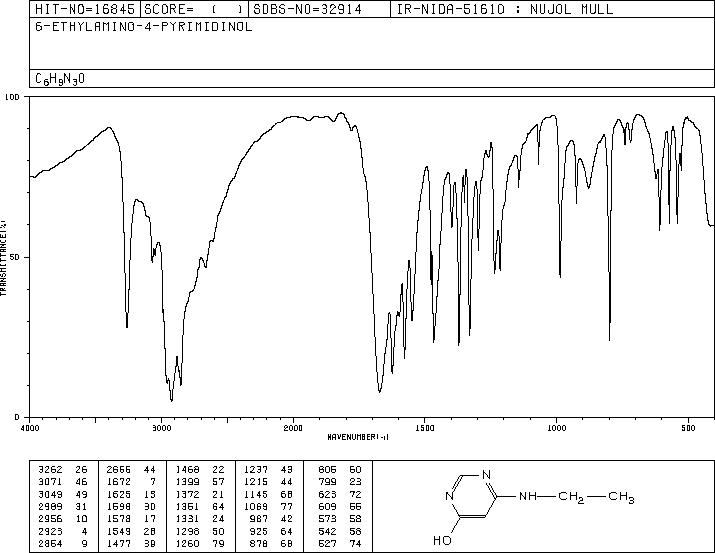 HIT-NO=16845 SCORE= ( ) SDBS-NO=32914 IR-NIDA-51610 : NUJOL MULL
6-ETHYLAMINO-4-PYRIMIDINOL
C6H9N3O
100
50
0
TRANSMITTANCE(%)
4000 3000 2000 1500 1000 500
WAVENUMBER(-1)
3262 26 2666 44 1468 22 1237 43 806 60
3071 46 1672 7 1399 57 1215 44 799 23
3049 49 1625 13 1372 21 1145 68 623 72
2989 31 1598 30 1351 64 1069 77 609 55
2956 10 1578 17 1331 24 987 42 573 58
2923 4 1549 28 1298 50 925 64 542 58
2854 9 1477 39 1260 79 878 68 527 74
N
N NH CH2 CH3
HO